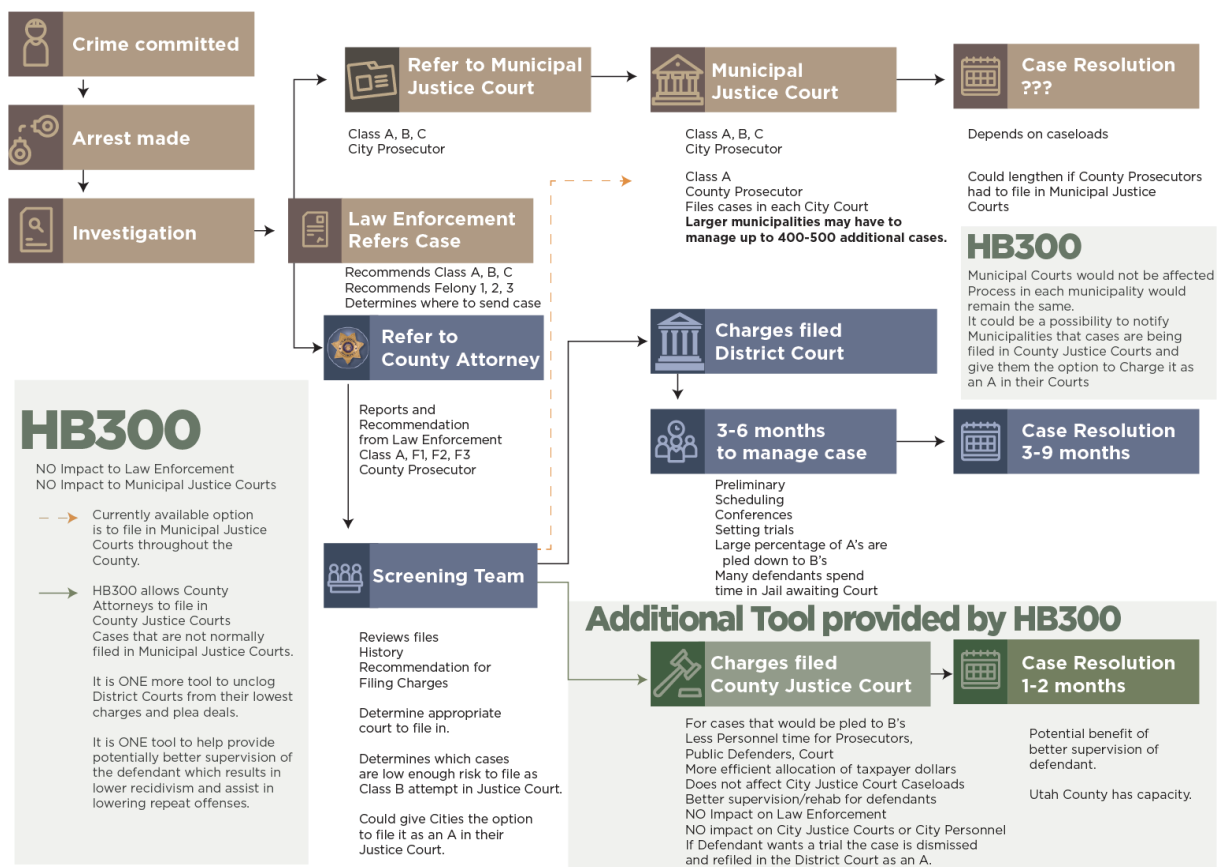 Crime committed
Arrest made
Investigation
Law Enforcement
Refers Case
Recommends Class A, B, C
Recommends Felony 1, 2, 3
Determines where to send case
Refer to Municipal
Justice Court
Class A, B, C
City Prosecutor
Municipal
Justice Court
Class A, B, C
City Prosecutor
Class A
County Prosecutor
Files cases in each City Court
Larger municipalities may have to
manage up to 400-500 additional cases.
Case Resolution
???
Depends on caseloads
Could lengthen if County Prosecutors
had to file in Municipal Justice
Courts
HB300
Municipal Courts would not be affected
Process in each municipality would
remain the same.
It could be a possibility to notify
Municipalities that cases are being
filed in County Justice Courts and
give them the option to Charge it as
an A in their Courts
Refer to
County Attorney
Reports and
Recommendation
from Law Enforcement
Class A, F1, F2, F3
County Prosecutor
Screening Team
Reviews files
History
Recommendation for
Filing Charges
Determine appropriate
court to file in.
Determines which cases
are low enough risk to file as
Class B attempt in Justice Court.
Could give Cities the option
to file it as an A in their
Justice Court.
Charges filed
District Court
3-6 months
to manage case
Preliminary
Scheduling
Conferences
Setting trials
Large percentage of A's are
pled down to B's
Many defendants spend
time in Jail awaiting Court
Case Resolution
3-9 months
HB300
NO Impact to Law Enforcement
NO Impact to Municipal Justice Courts
Currently available option
is to file in Municipal Justice
Courts throughout the
County.
HB300 allows County
Attorneys to file in
County Justice Courts
Cases that are not normally
filed in Municipal Justice Courts.
It is ONE more tool to unclog
District Courts from their lowest
charges and plea deals.
It is ONE tool to help provide
potentially better supervision of
the defendant which results in
lower recidivism and assist in
lowering repeat offenses.
Additional Tool provided by HB300
Charges filed
County Justice Court
For cases that would be pled to B's
Less Personnel time for Prosecutors,
Public Defenders, Court
More efficient allocation of taxpayer dollars
Does not affect City Justice Court Caseloads
Better supervision/rehab for defendants
NO Impact on Law Enforcement
NO impact on City Justice Courts or City Personnel
If Defendant wants a trial the case is dismissed
and refiled in the District Court as an A.
Case Resolution
1-2 months
Potential benefit of
better supervision of
defendant.
Utah County has capacity.